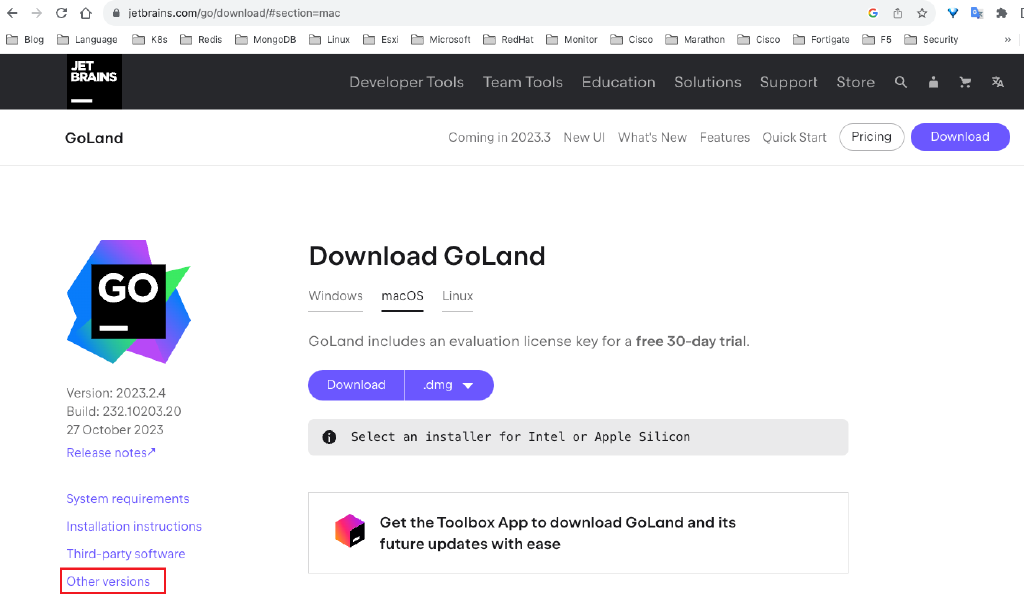 jetbrains.com/go/download/#section=mac
Blog Language K8s Redis MongoDB Linux Esxi Microsoft RedHat Monitor Cisco Marathon Cisco Fortigate F5 Security »
JET
BRAINS
Developer Tools Team Tools Education Solutions Support Store
GoLand
Coming in 2023.3 New UI What's New Features Quick Start Pricing Download
GO
Download GoLand
Windows macOS Linux
GoLand includes an evaluation license key for a free 30-day trial.
Download .dmg
Select an installer for Intel or Apple Silicon
Version: 2023.2.4
Build: 232.10203.20
27 October 2023
Release notes↗
System requirements
Installation instructions
Third-party software
Other versions
Get the Toolbox App to download GoLand and its
future updates with ease